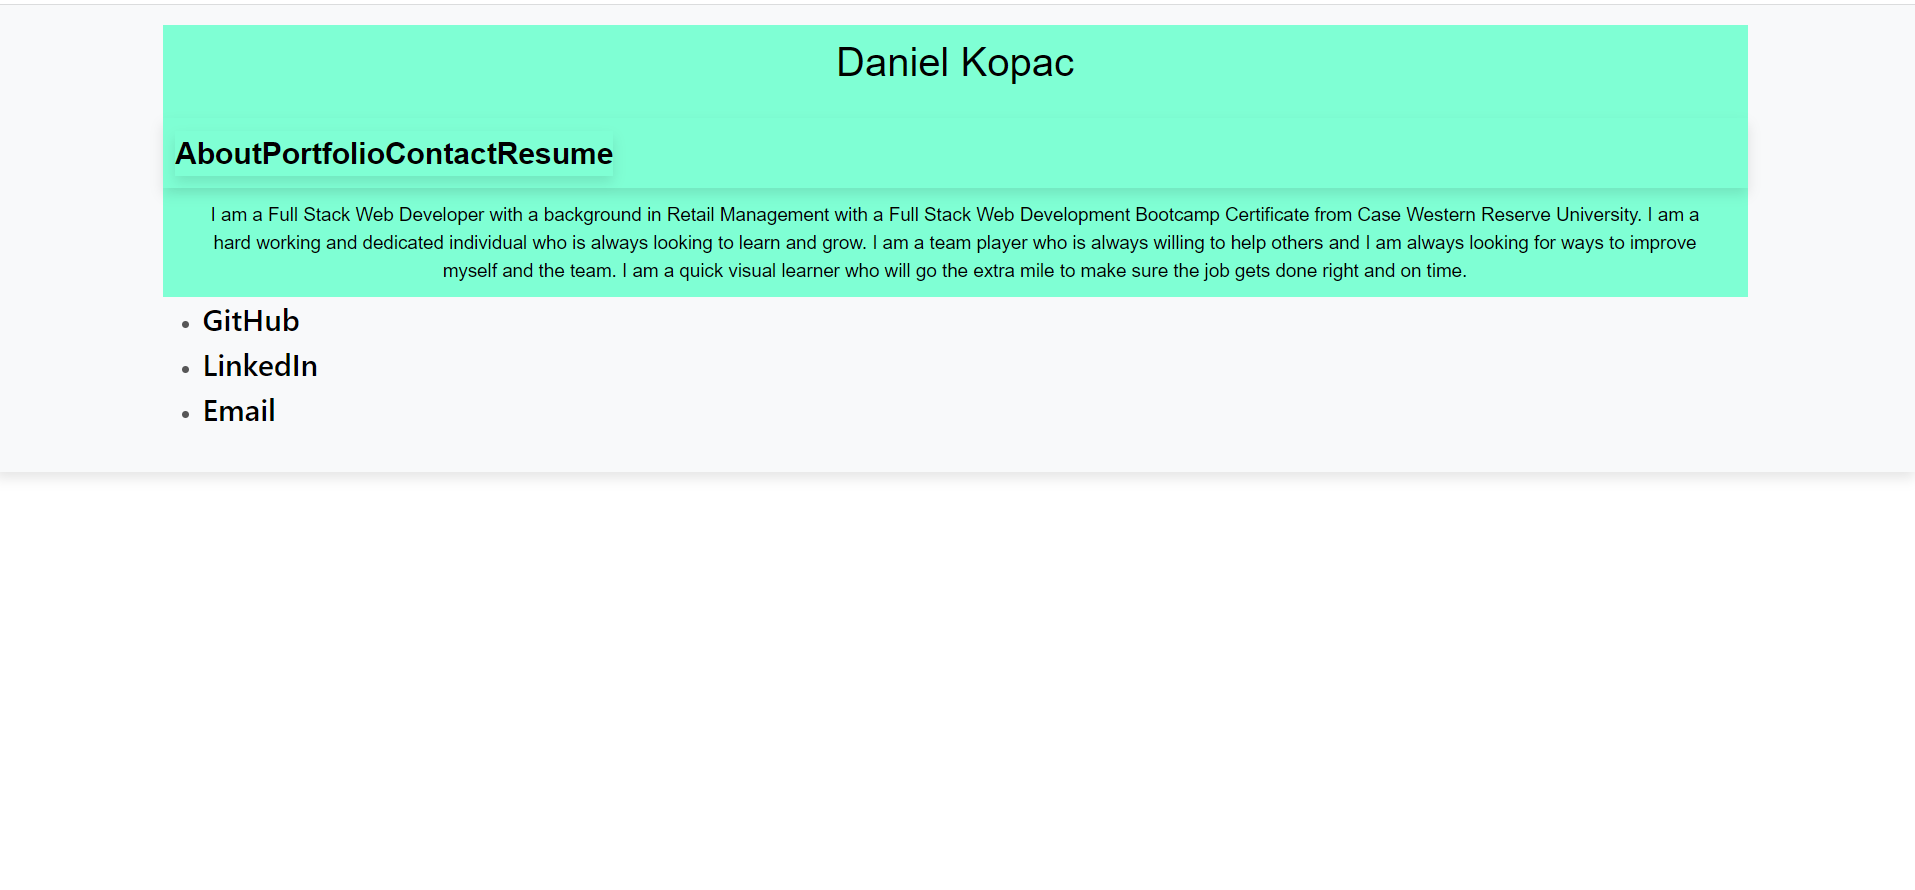 Daniel Kopac
AboutPortfolioContactResume
I am a Full Stack Web Developer with a background in Retail Management with a Full Stack Web Development Bootcamp Certificate from Case Western Reserve University. I am a
hard working and dedicated individual who is always looking to learn and grow. I am a team player who is always willing to help others and I am always looking for ways to improve
myself and the team. I am a quick visual learner who will go the extra mile to make sure the job gets done right and on time.
• GitHub
• LinkedIn
• Email